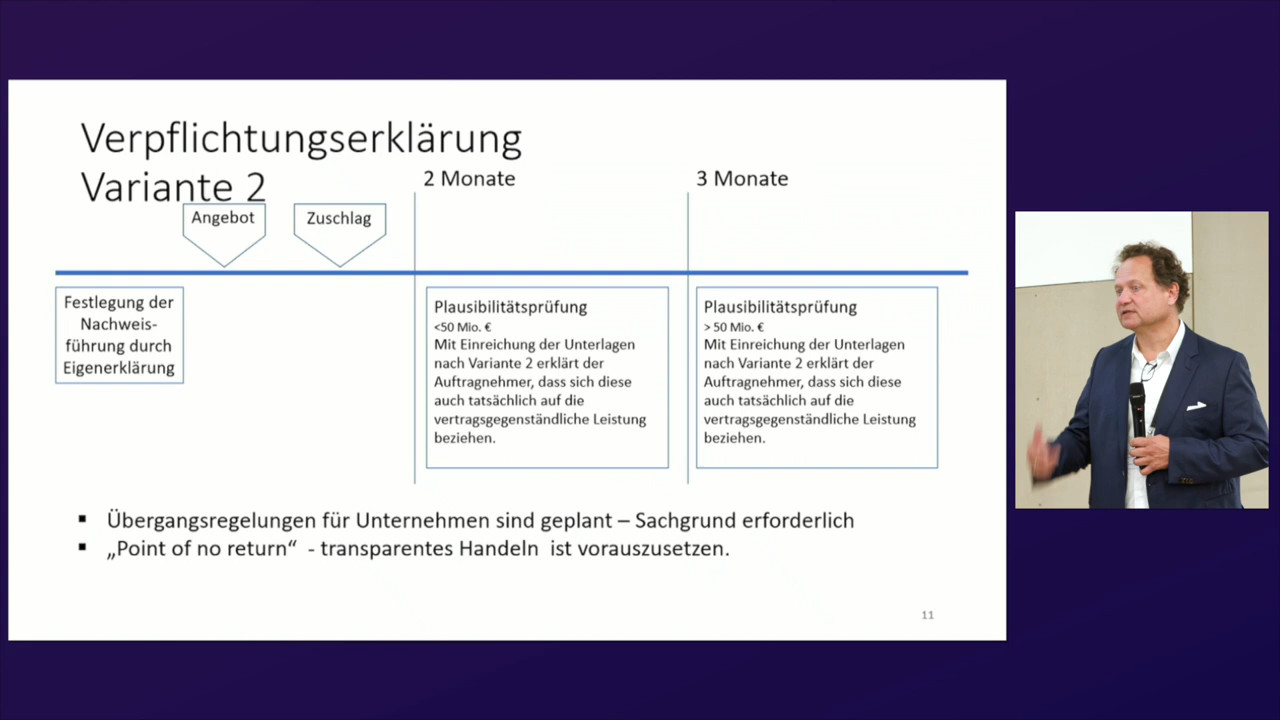 Verpflichtungserklärung
Variante 2
2 Monate
3 Monate
Angebot
Zuschlag
Festlegung der
Nachweis-
führung durch
Eigenerklärung
Plausibilitätsprüfung
<50 Mio. €
Mit Einreichung der Unterlagen
nach Variante 2 erklärt der
Auftragnehmer, dass sich diese
auch tatsächlich auf die
vertragsgegenständliche Leistung
beziehen.
Plausibilitätsprüfung
> 50 Mio. €
Mit Einreichung der Unterlagen
nach Variante 2 erklärt der
Auftragnehmer, dass sich diese
auch tatsächlich auf die
vertragsgegenständliche Leistung
beziehen.
▪ Übergangsregelungen für Unternehmen sind geplant – Sachgrund erforderlich
▪ „Point of no return“ - transparentes Handeln ist vorauszusetzen.
11